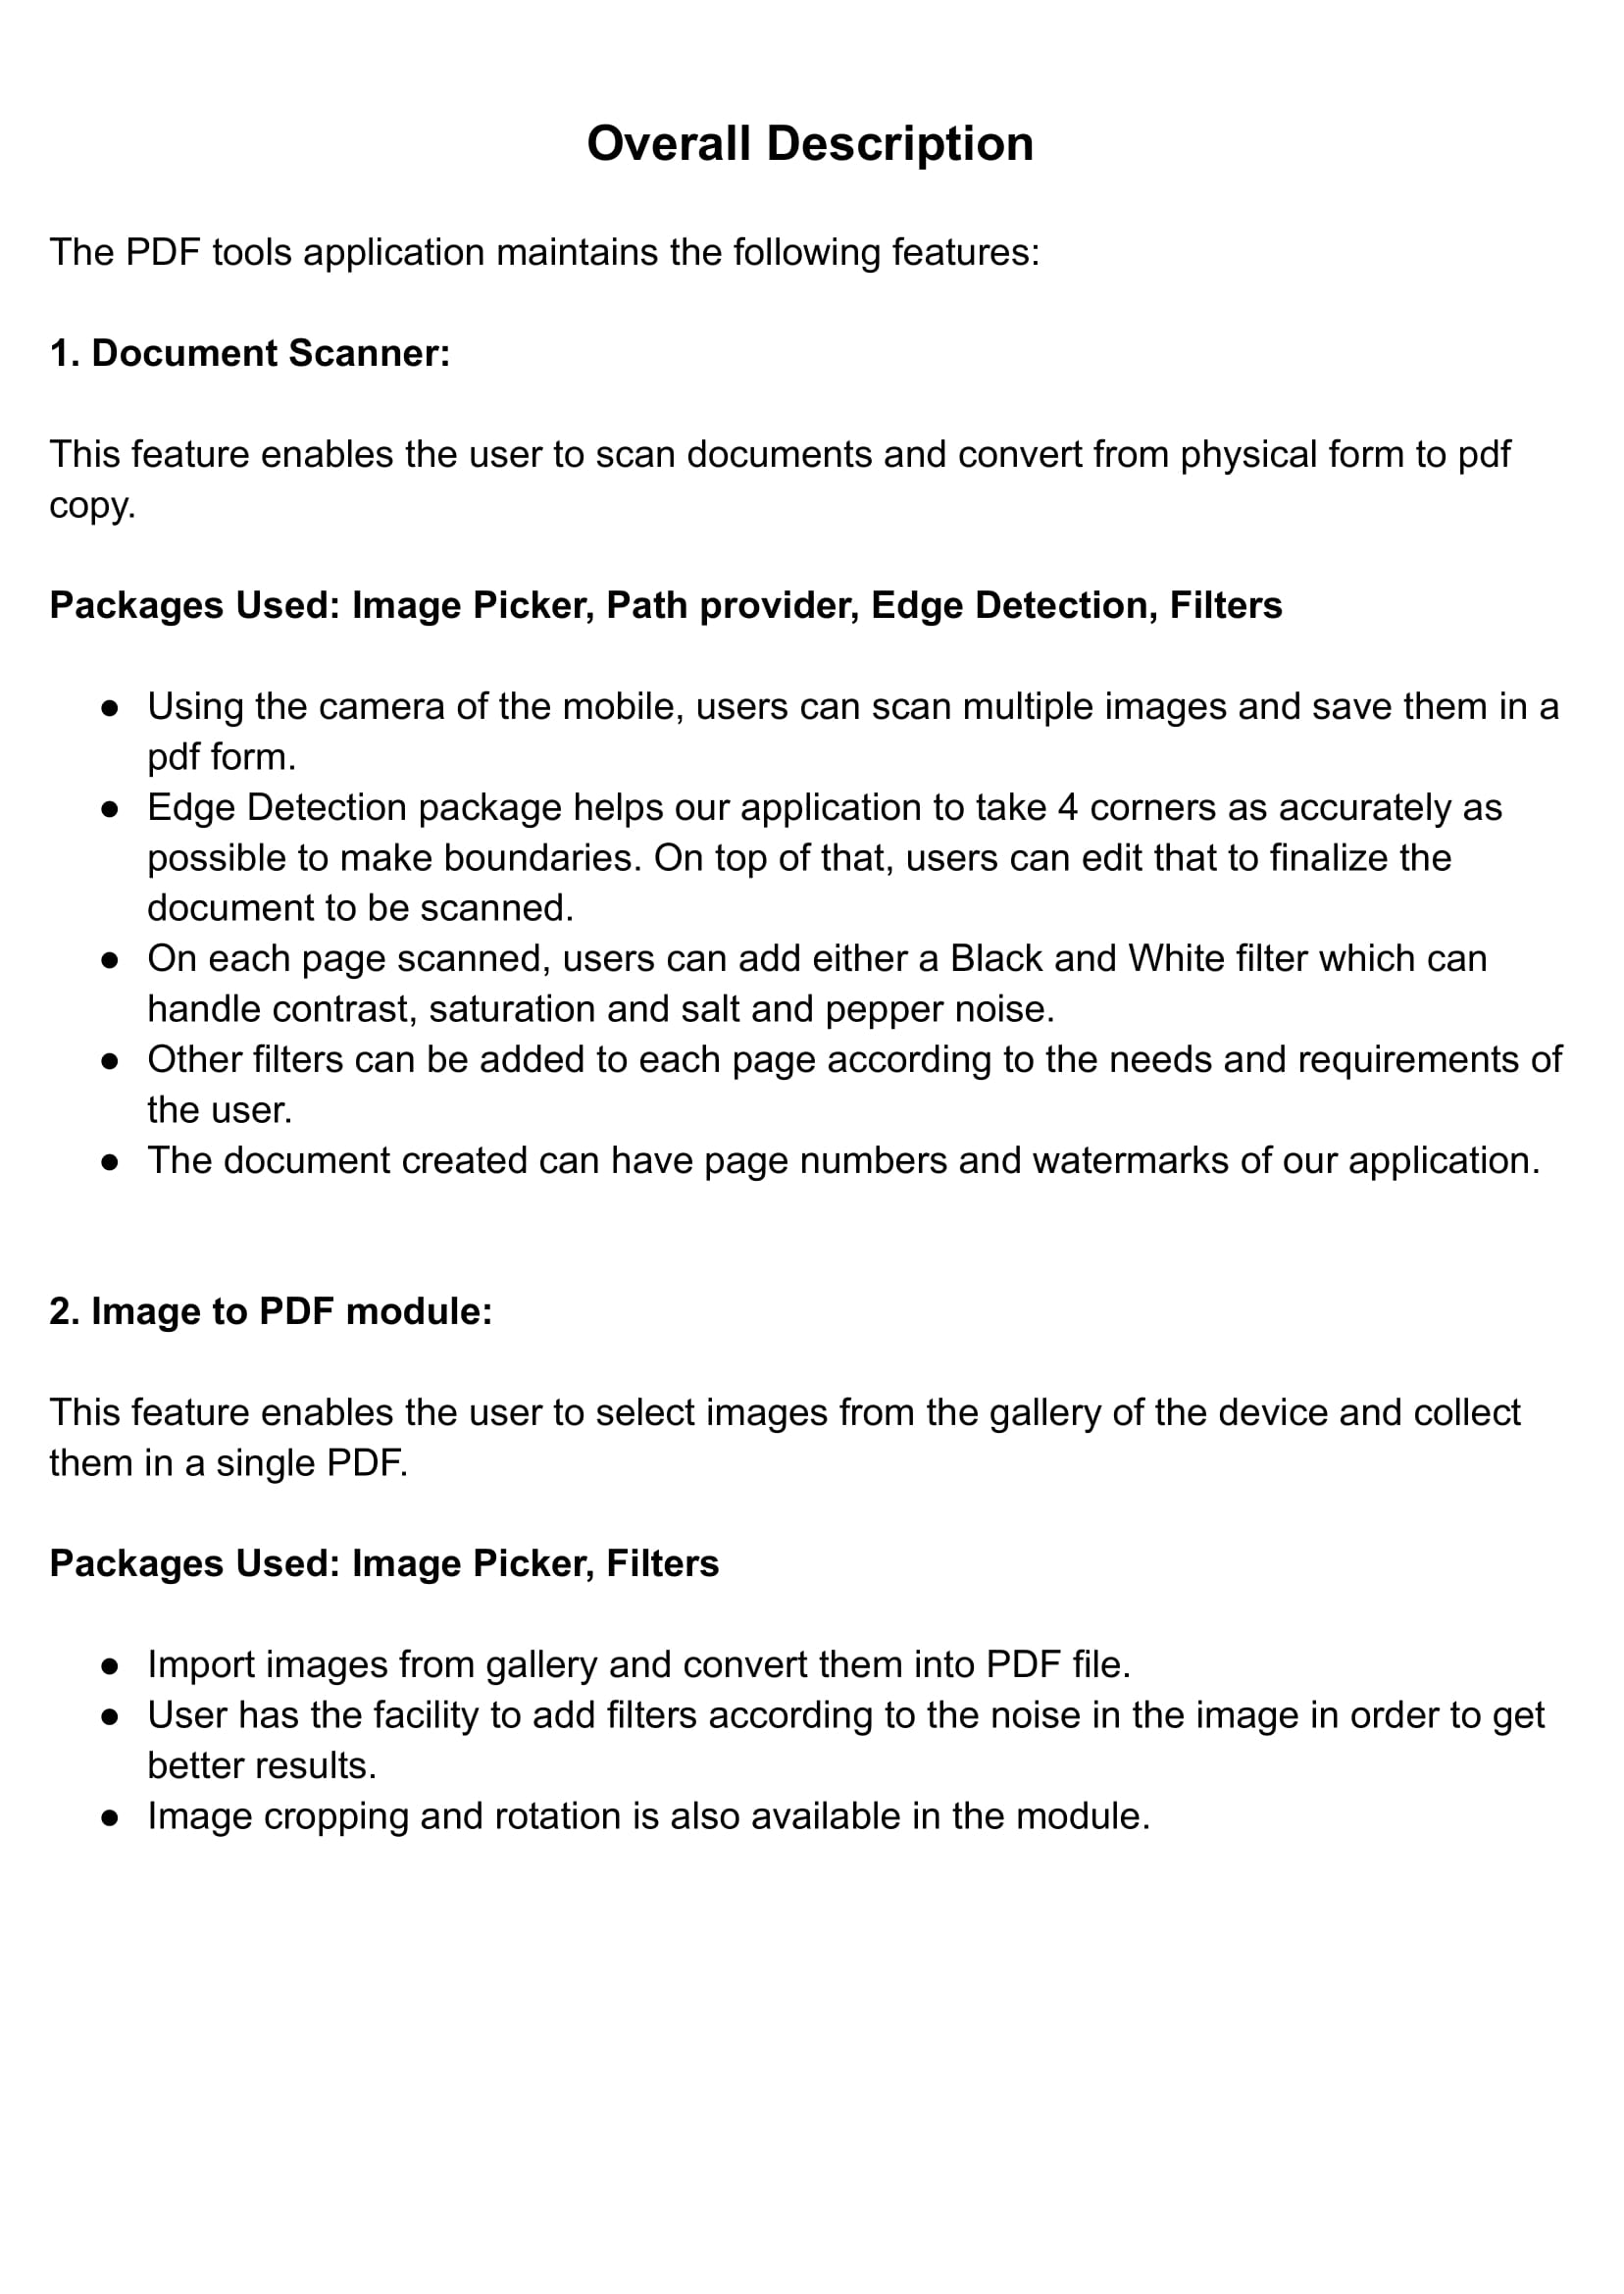 Overall Description
The PDF tools application maintains the following features:
1. Document Scanner:
This feature enables the user to scan documents and convert from physical form to pdf
copy.
Packages Used: Image Picker, Path provider, Edge Detection, Filters
● Using the camera of the mobile, users can scan multiple images and save them in a
pdf form.
● Edge Detection package helps our application to take 4 corners as accurately as
possible to make boundaries. On top of that, users can edit that to finalize the
document to be scanned.
● On each page scanned, users can add either a Black and White filter which can
handle contrast, saturation and salt and pepper noise.
● Other filters can be added to each page according to the needs and requirements of
the user.
● The document created can have page numbers and watermarks of our application.
2. Image to PDF module:
This feature enables the user to select images from the gallery of the device and collect
them in a single PDF.
Packages Used: Image Picker, Filters
● Import images from gallery and convert them into PDF file.
● User has the facility to add filters according to the noise in the image in order to get
better results.
● Image cropping and rotation is also available in the module.